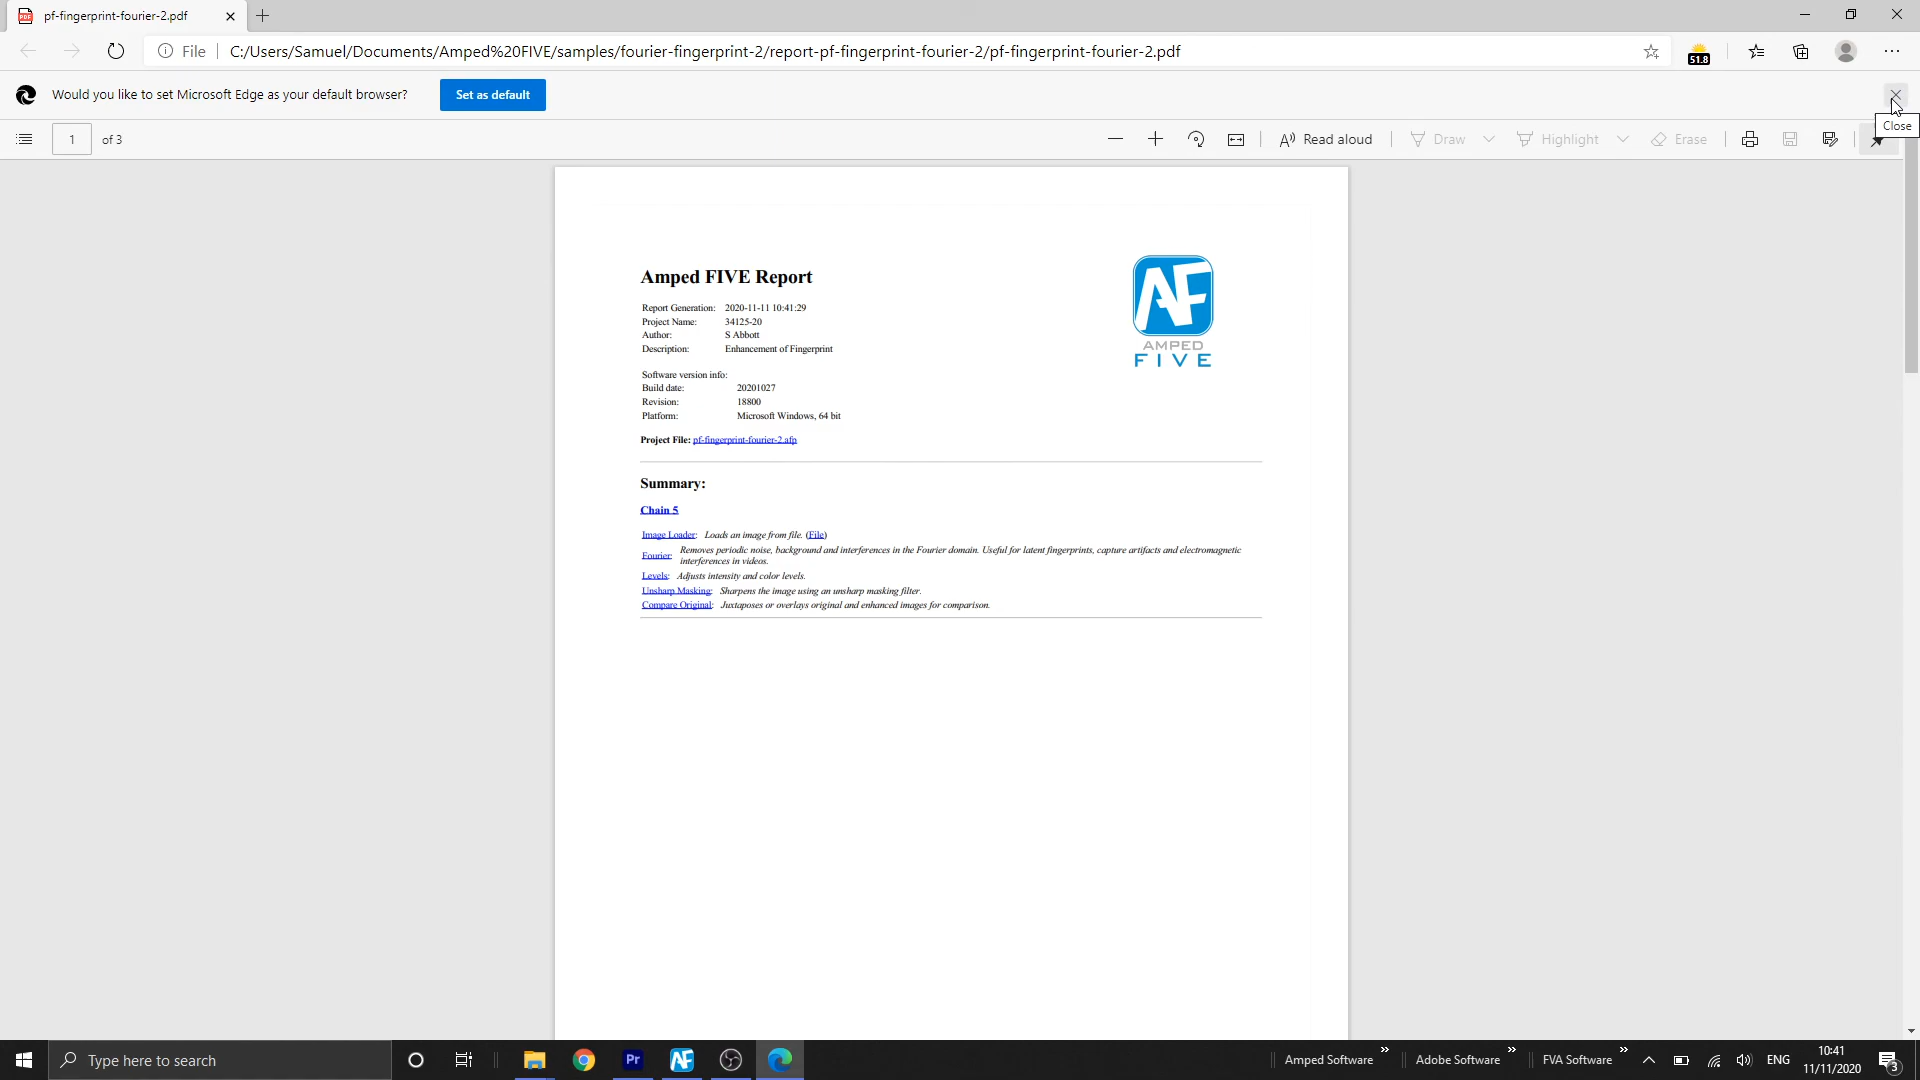 pf-fingerprint-fourier-2.pdf
File C:/Users/Samuel/Documents/Amped%20FIVE/samples/fourier-fingerprint-2/report-pf-fingerprint-fourier-2/pf-fingerprint-fourier-2.pdf
51.8
Would you like to set Microsoft Edge as your default browser? Set as default
Close
1 of 3 Read aloud Draw Highlight Erase
Amped FIVE Report
AF
AMPED
FIVE
Report Generation: 2020-11-11 10:41:29
Project Name: 34125-20
Author: S Abbott
Description: Enhancement of Fingerprint
Software version info:
Build date: 20201027
Revision: 18800
Platform: Microsoft Windows, 64 bit
Project File: pf-fingerprint-fourier-2.afp
Summary:
Chain 5
Image Loader: Loads an image from file. (File)
Fourier: Removes periodic noise, background and interferences in the Fourier domain. Useful for latent fingerprints, capture artifacts and electromagnetic
interferences in videos.
Levels: Adjusts intensity and color levels.
Unsharp Masking: Sharpens the image using an unsharp masking filter.
Compare Original: Juxtaposes or overlays original and enhanced images for comparison.
Type here to search Pr AF Amped Software Adobe Software FVA Software ENG 10:41
11/11/2020 3